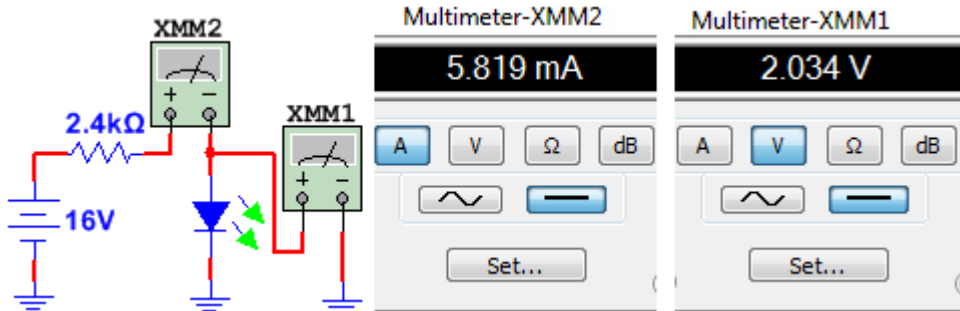 XMM2
2.4kΩ
XMM1
16V
+ −
+ −
Multimeter-XMM2
5.819 mA
A V Ω dB
Set...
Multimeter-XMM1
2.034 V
A V Ω dB
Set...